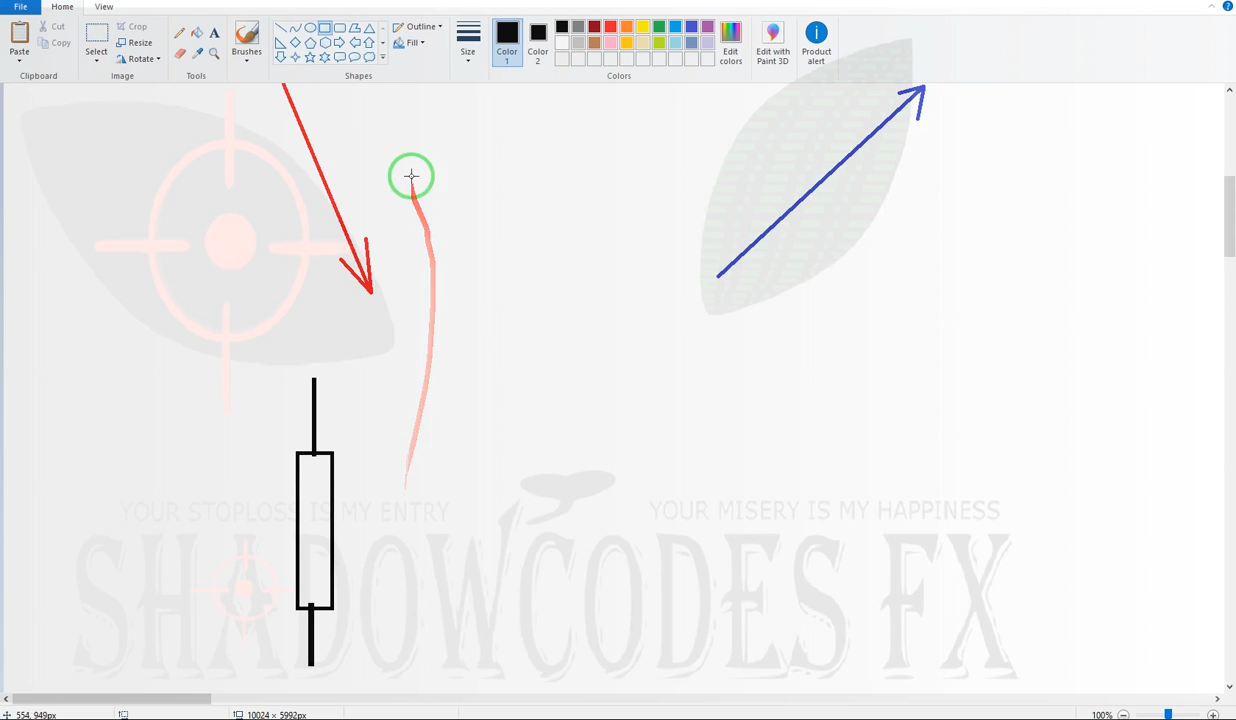 File Home View
Paste Cut Copy Clipboard
Select Crop Resize Rotate Image
Tools
Brushes
Outline Fill Shapes
Size
Color 1 Color 2
Edit colors
Colors
Edit with Paint 3D
Product alert
YOUR STOPLOSS IS MY ENTRY YOUR MISERY IS MY HAPPINESS
SHADOWCODES FX
554, 949px 10024 × 5992px 100%